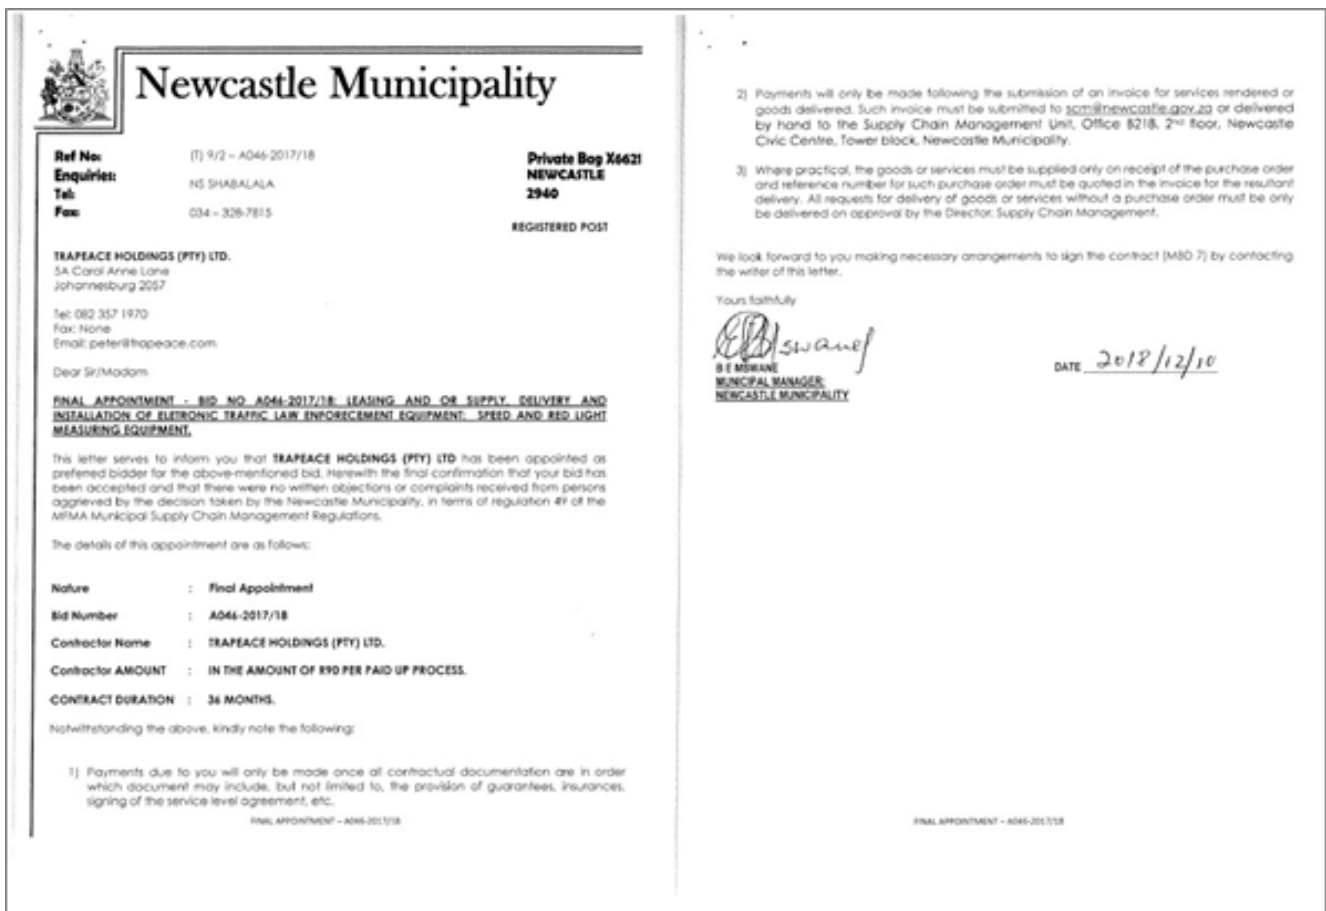 Newcastle Municipality
Ref No: (T) 9/2 – A046-2017/18
Enquiries: NS SHABALALA
Tel:
Fax: 034 – 328-7815
Private Bag X6621
NEWCASTLE
2940
REGISTERED POST
TRAPEACE HOLDINGS (PTY) LTD.
5A Carol Anne Lane
Johannesburg 2057
Tel: 082 357 1970
Fax: None
Email: peter@trapeace.com
Dear Sir/Madam
FINAL APPOINTMENT - BID NO A046-2017/18: LEASING AND OR SUPPLY, DELIVERY AND
INSTALLATION OF ELETRONIC TRAFFIC LAW ENFORECEMENT EQUIPMENT: SPEED AND RED LIGHT
MEASURING EQUIPMENT.
This letter serves to inform you that TRAPEACE HOLDINGS (PTY) LTD has been appointed as
preferred bidder for the above-mentioned bid. Herewith the final confirmation that your bid has
been accepted and that there were no written objections or complaints received from persons
aggrieved by the decision taken by the Newcastle Municipality, in terms of regulation 49 of the
MFMA Municipal Supply Chain Management Regulations.
The details of this appointment are as follows:
Nature : Final Appointment
Bid Number : A046-2017/18
Contractor Name : TRAPEACE HOLDINGS (PTY) LTD.
Contractor AMOUNT : IN THE AMOUNT OF R90 PER PAID UP PROCESS.
CONTRACT DURATION : 36 MONTHS.
Notwithstanding the above, kindly note the following:
1) Payments due to you will only be made once all contractual documentation are in order
which document may include, but not limited to, the provision of guarantees, insurances,
signing of the service level agreement, etc.
FINAL APPOINTMENT – A046-2017/18
2) Payments will only be made following the submission of an invoice for services rendered or
goods delivered. Such invoice must be submitted to scm@newcastle.gov.za or delivered
by hand to the Supply Chain Management Unit, Office B218, 2nd floor, Newcastle
Civic Centre, Tower block, Newcastle Municipality.
3) Where practical, the goods or services must be supplied only on receipt of the purchase order
and reference number for such purchase order must be quoted in the invoice for the resultant
delivery. All requests for delivery of goods or services without a purchase order must be only
be delivered on approval by the Director: Supply Chain Management.
We look forward to you making necessary arrangements to sign the contract (MBD 7) by contacting
the writer of this letter.
Yours faithfully
B E MSWANE
MUNICIPAL MANAGER:
NEWCASTLE MUNICIPALITY
DATE 2018/12/10
FINAL APPOINTMENT – A046-2017/18